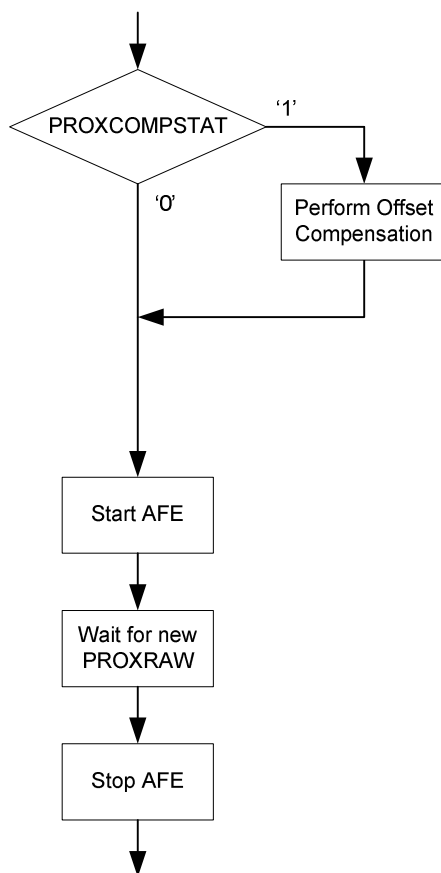 PROXCOMPSTAT
‘1’
‘0’
Perform Offset
Compensation
Start AFE
Wait for new
PROXRAW
Stop AFE